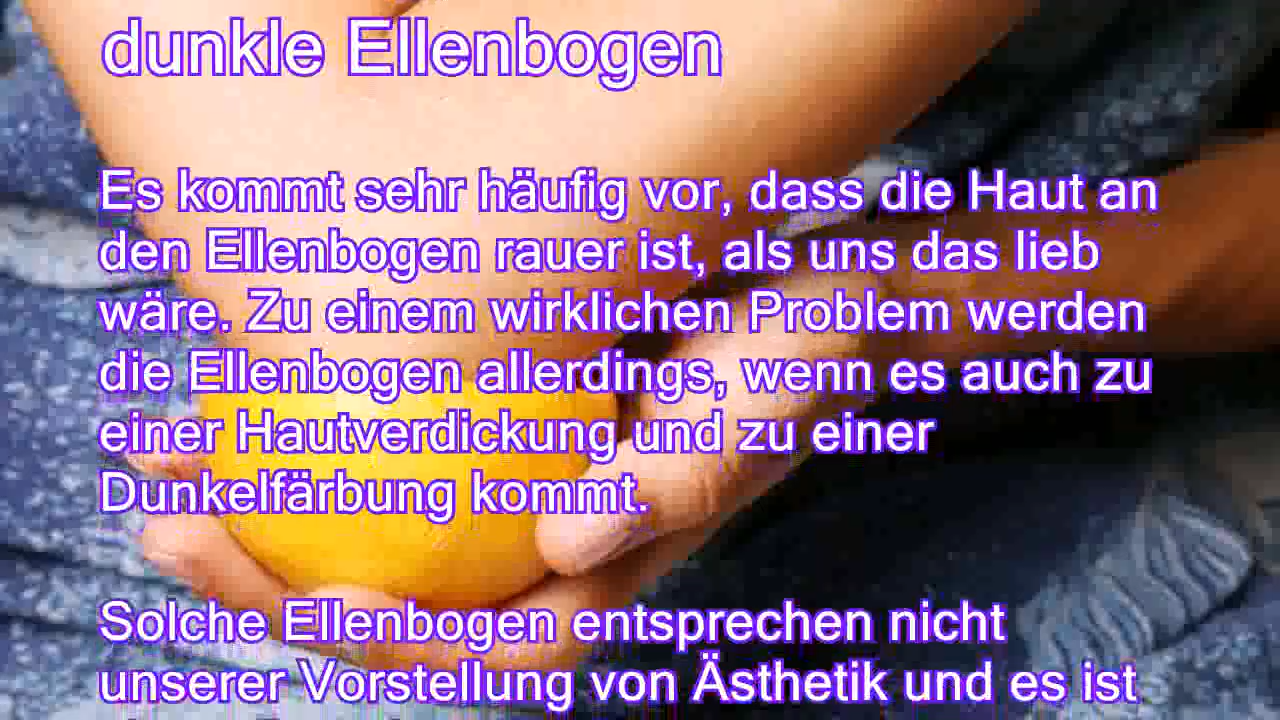 dunkle Ellenbogen
Es kommt sehr häufig vor, dass die Haut an
den Ellenbogen rauer ist, als uns das lieb
wäre. Zu einem wirklichen Problem werden
die Ellenbogen allerdings, wenn es auch zu
einer Hautverdickung und zu einer
Dunkelfärbung kommt.
Solche Ellenbogen entsprechen nicht
unserer Vorstellung von Ästhetik und es ist